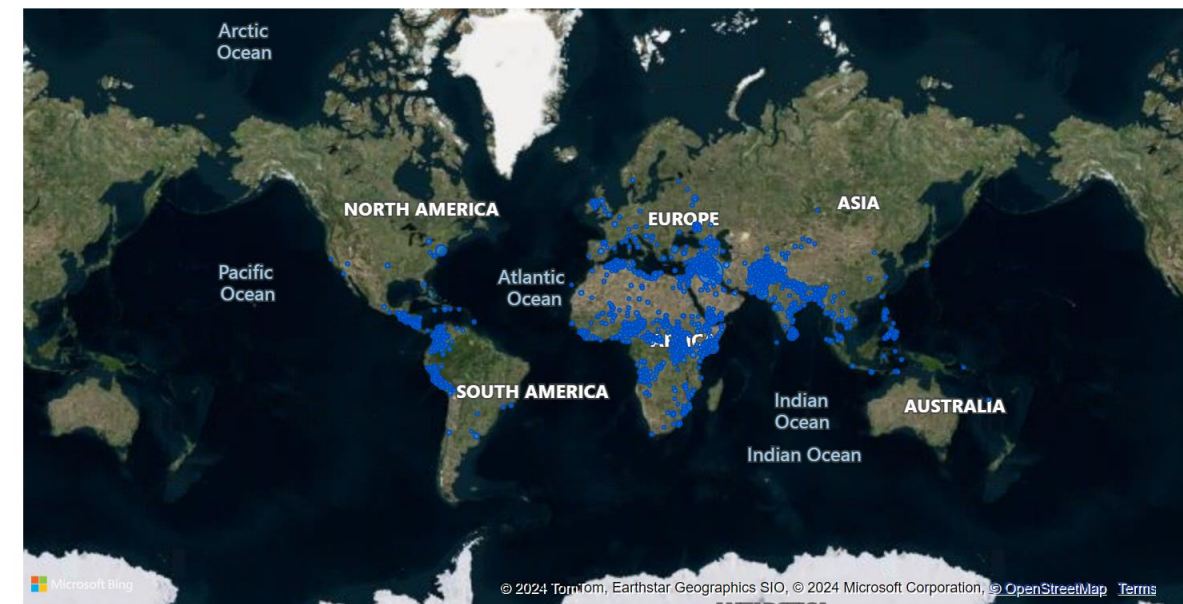 Arctic
Ocean
NORTH AMERICA
EUROPE
ASIA
Pacific
Ocean
Atlantic
Ocean
SOUTH AMERICA
Indian
Ocean
AUSTRALIA
Indian Ocean
Microsoft Bing
© 2024 TomTom, Earthstar Geographics SIO, © 2024 Microsoft Corporation, © OpenStreetMap Terms